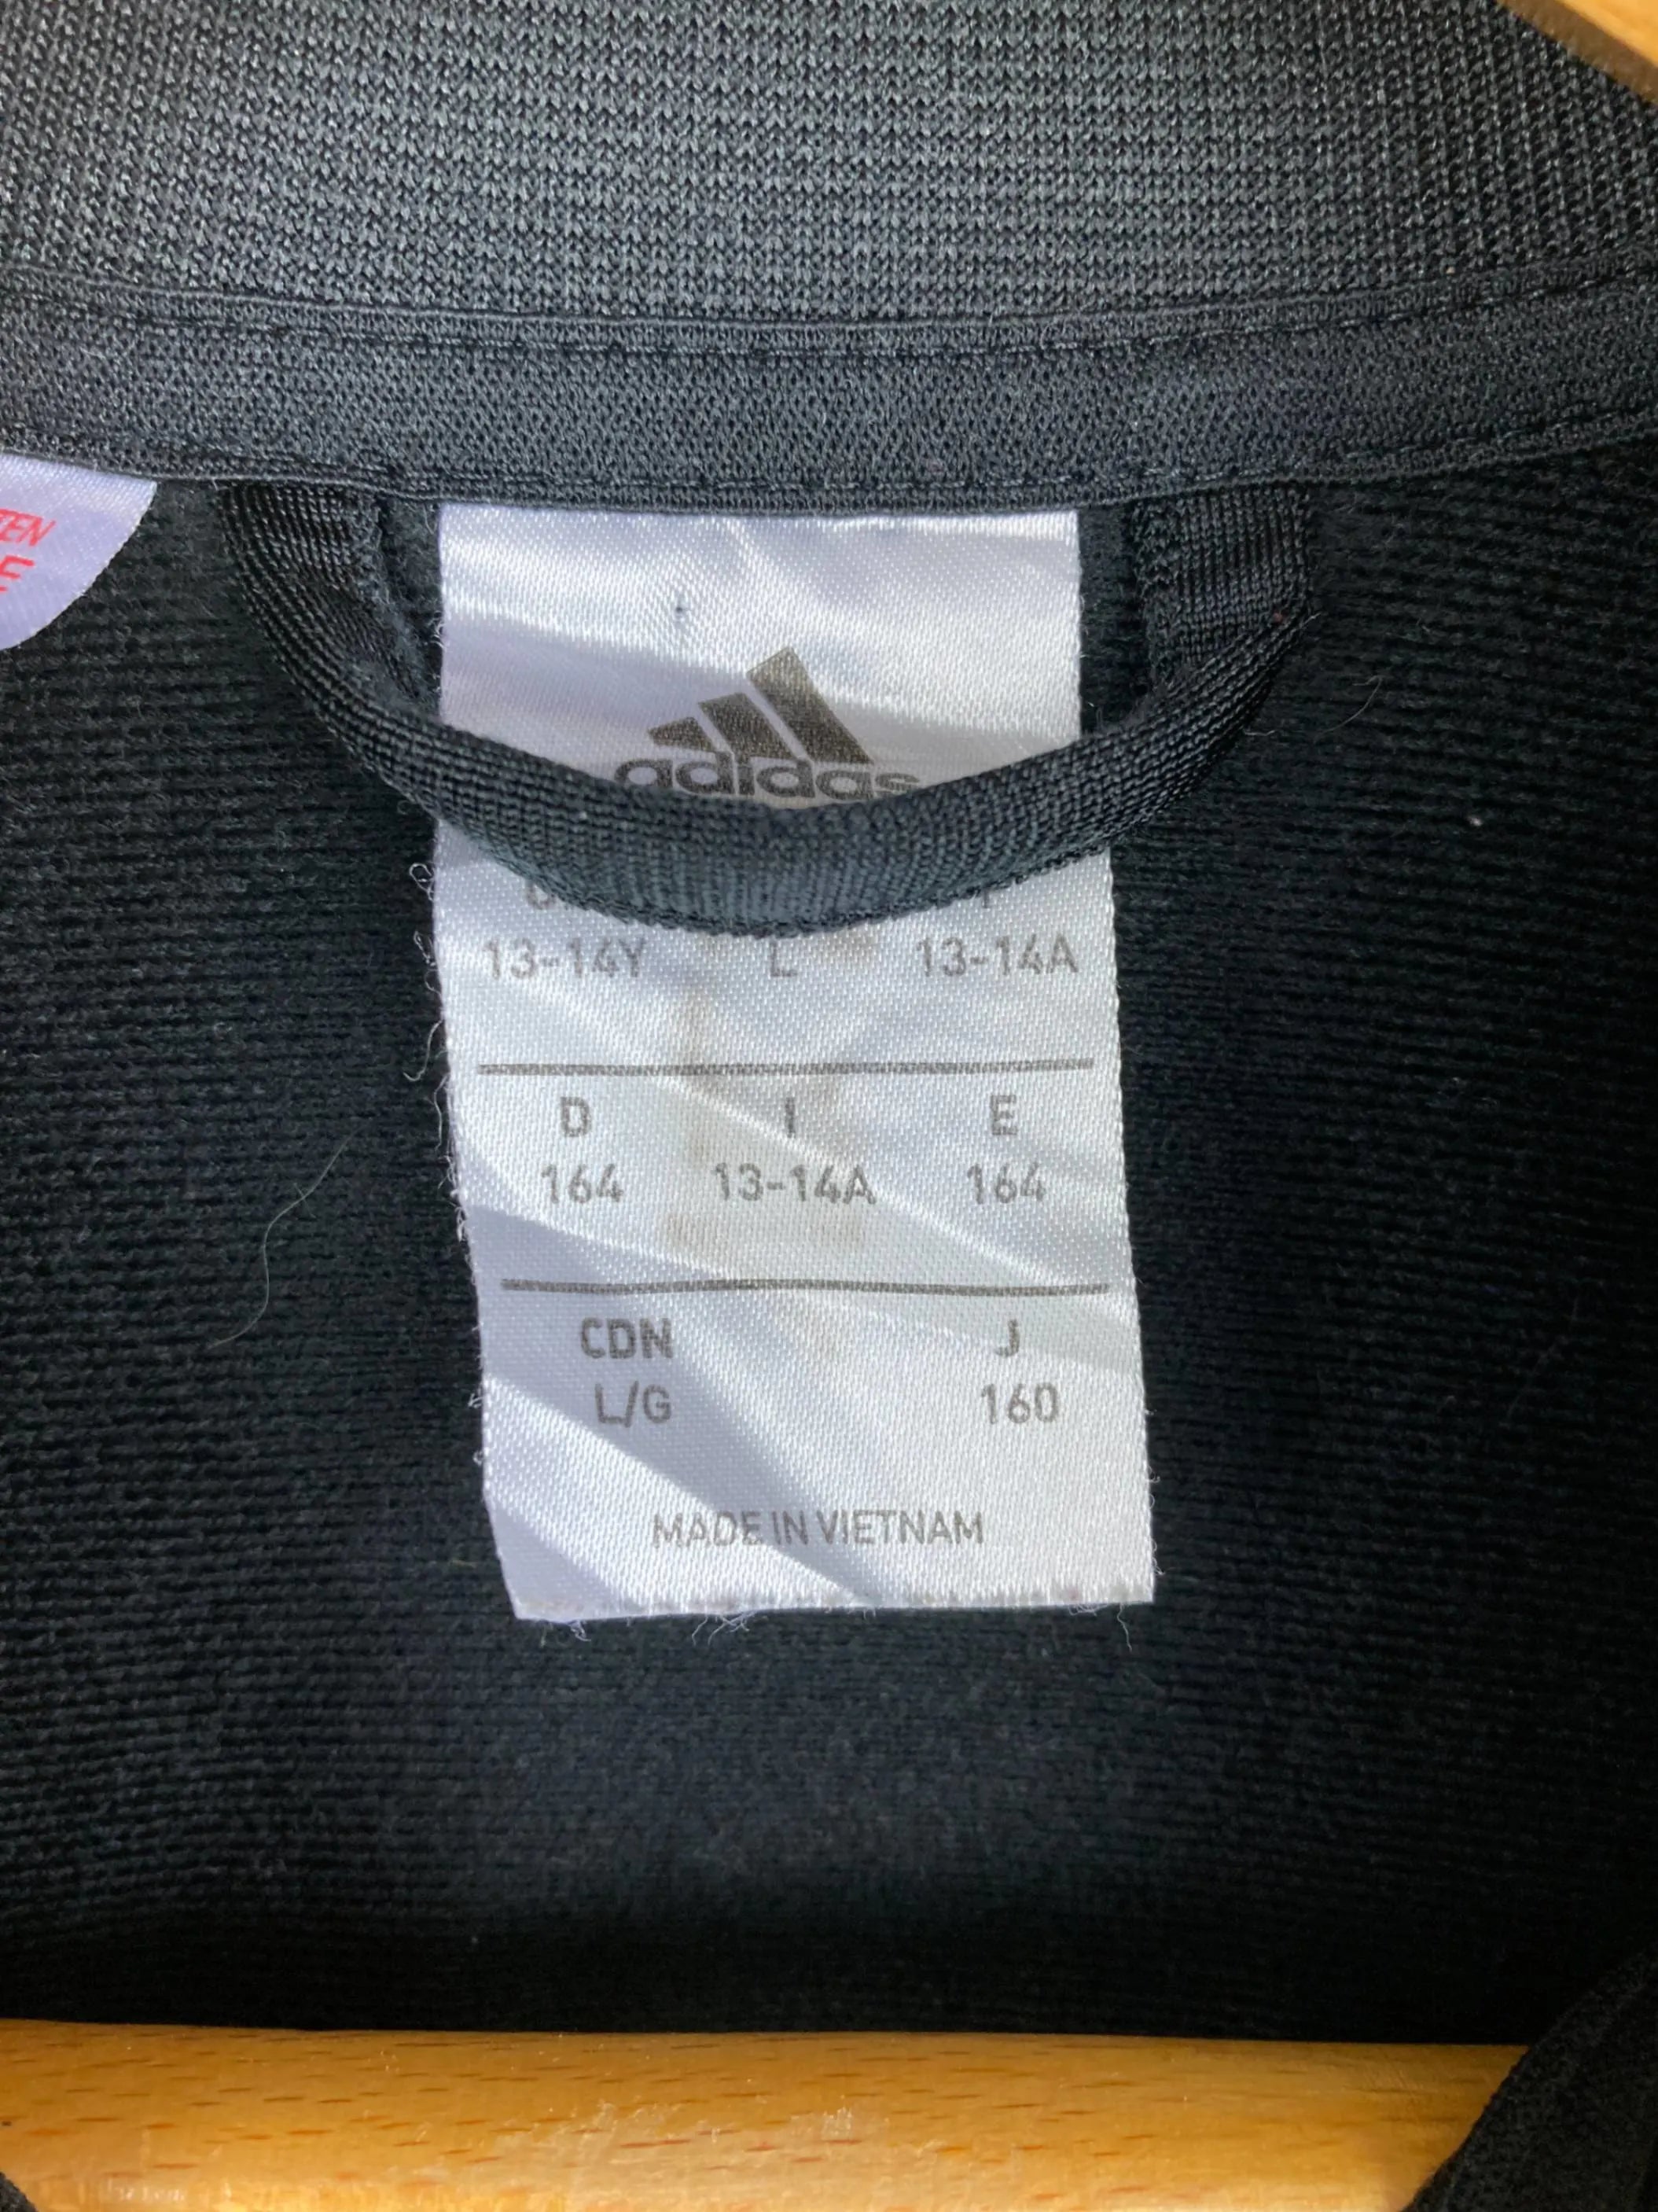 adidas
13-14Y L 13-14A
D I E
164 13-14A 164
CDN J
L/G 160
MADE IN VIETNAM